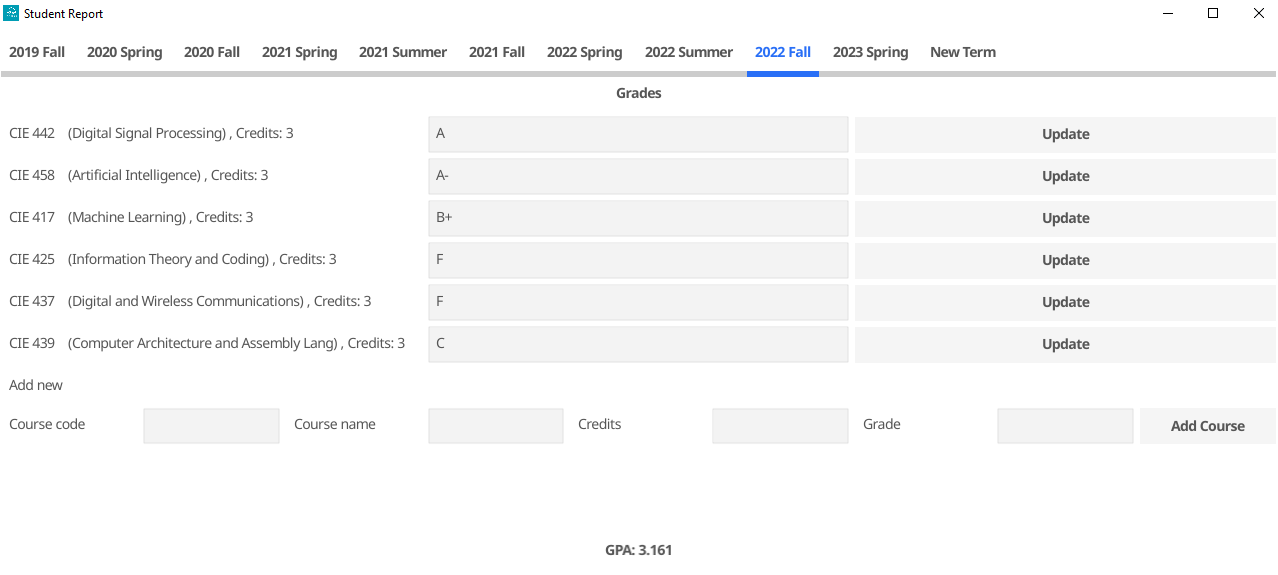 Student Report
2019 Fall 2020 Spring 2020 Fall 2021 Spring 2021 Summer 2021 Fall 2022 Spring 2022 Summer 2022 Fall 2023 Spring New Term
Grades
CIE 442 (Digital Signal Processing) , Credits: 3 A Update
CIE 458 (Artificial Intelligence) , Credits: 3 A- Update
CIE 417 (Machine Learning) , Credits: 3 B+ Update
CIE 425 (Information Theory and Coding) , Credits: 3 F Update
CIE 437 (Digital and Wireless Communications) , Credits: 3 F Update
CIE 439 (Computer Architecture and Assembly Lang) , Credits: 3 C Update
Add new
Course code Course name Credits Grade Add Course
GPA: 3.161